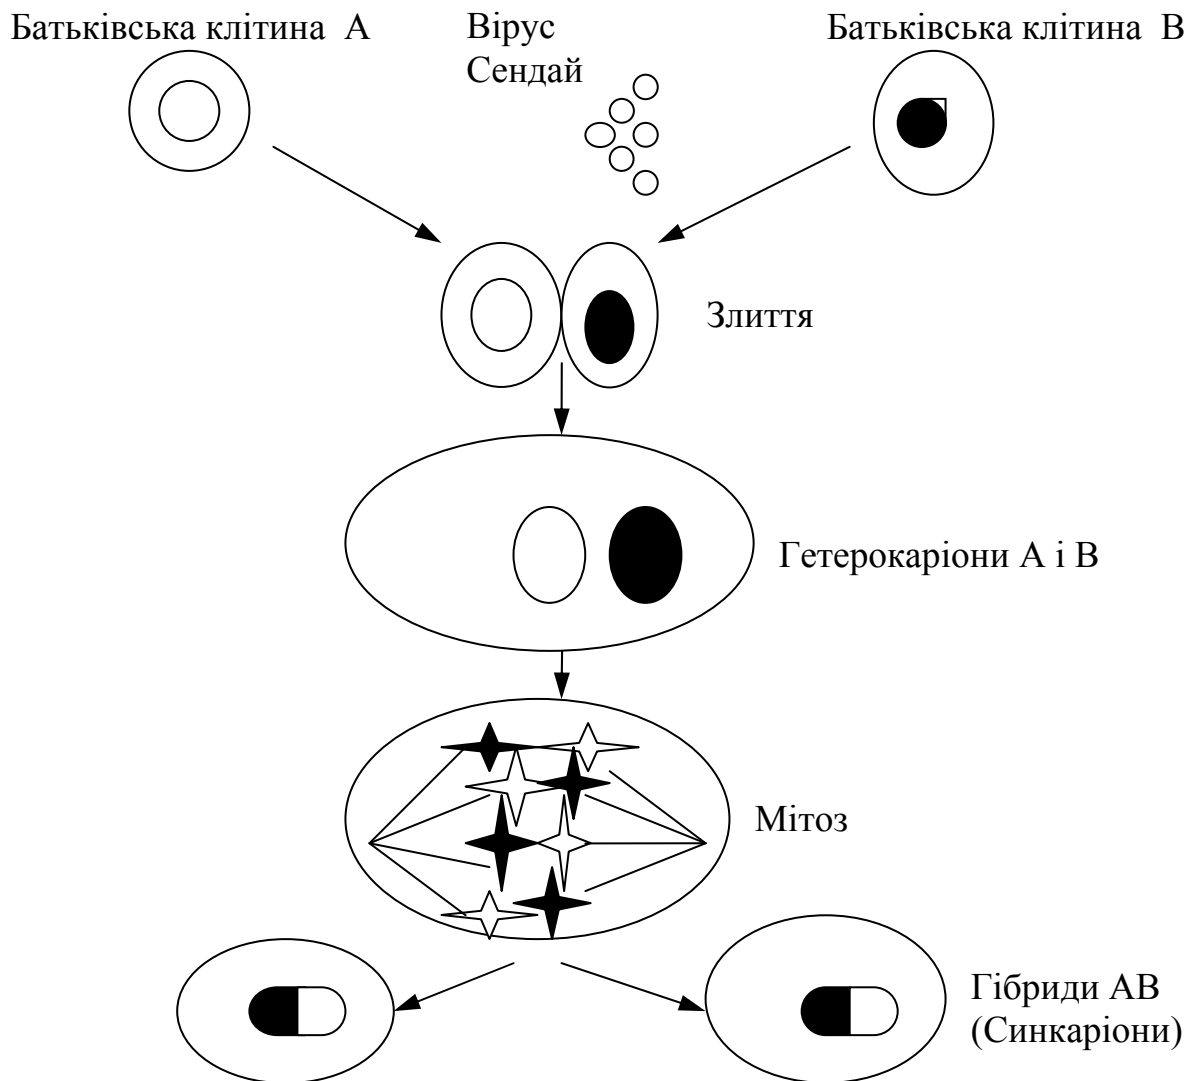 Батьківська клітина А
Вірус
Сендай
Батьківська клітина В
Злиття
Гетерокаріони А і В
Мітоз
Гібриди АВ
(Синкаріони)